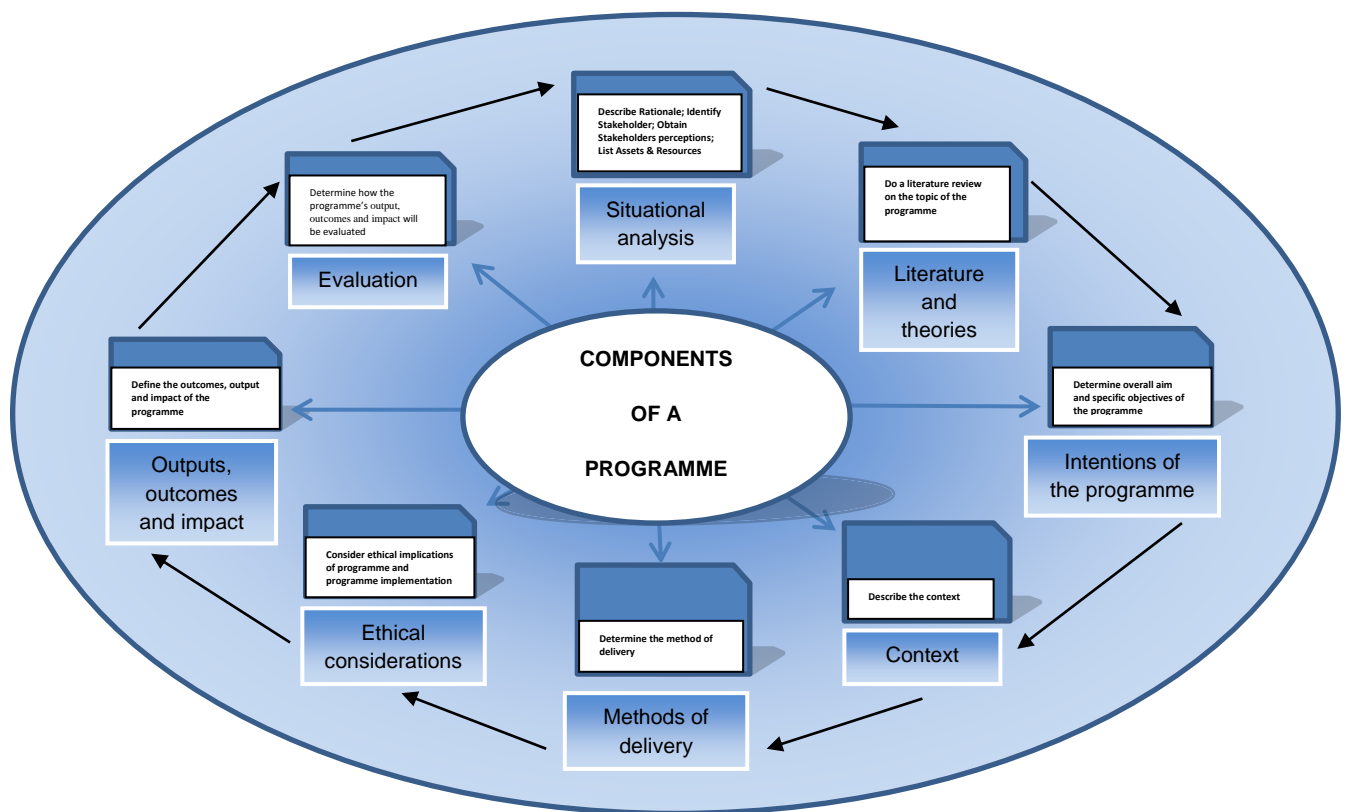 Describe Rationale; Identify
Stakeholder; Obtain
Stakeholders perceptions;
List Assets & Resources
Situational
analysis
Do a literature review
on the topic of the
programme
Literature
and
theories
Determine overall aim
and specific objectives of
the programme
Intentions of
the programme
Describe the context
Context
Determine the method of
delivery
Methods of
delivery
Consider ethical implications
of programme and
programme implementation
Ethical
considerations
Define the outcomes, output
and impact of the
programme
Outputs,
outcomes
and impact
Determine how the
programme's output,
outcomes and impact will
be evaluated
Evaluation
COMPONENTS
OF A
PROGRAMME